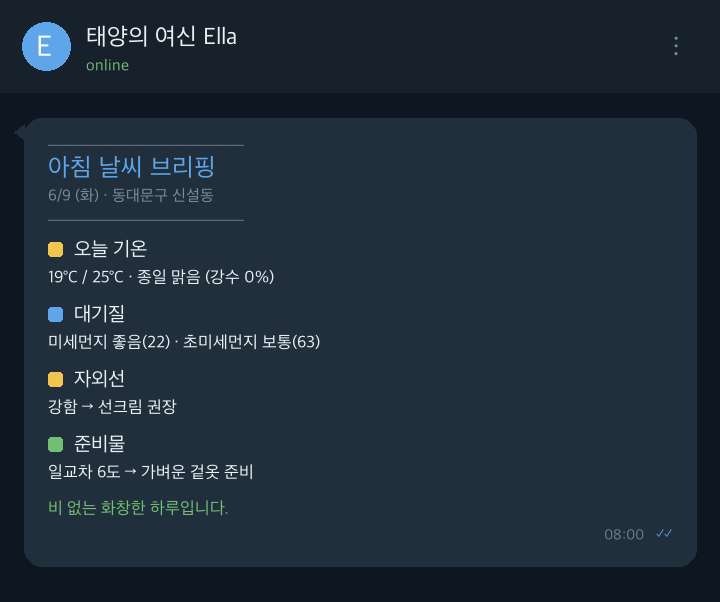 E
태양의 여신 Ella
online
아침 날씨 브리핑
6/9 (화) · 동대문구 신설동
오늘 기온
19°C / 25°C · 종일 맑음 (강수 0%)
대기질
미세먼지 좋음(22) · 초미세먼지 보통(63)
자외선
강함 → 선크림 권장
준비물
일교차 6도 → 가벼운 겉옷 준비
비 없는 화창한 하루입니다.
08:00